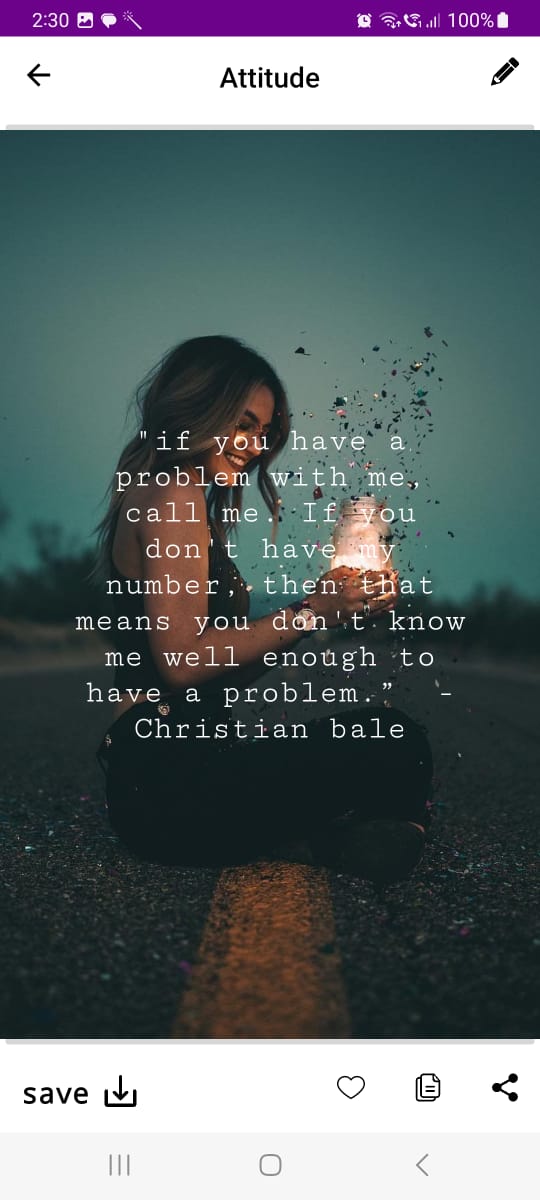 2:30 100%
Attitude
"if you have a
problem with me,
call me. If you
don't have my
number, then that
means you don't know
me well enough to
have a problem.” -
Christian bale
save